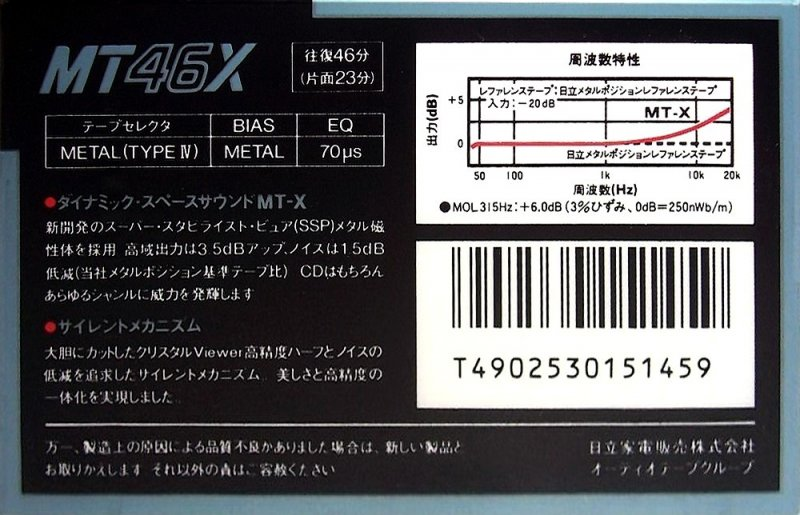 MT46X
往復46分
(片面23分)
テープセレクタ BIAS EQ
METAL(TYPE Ⅳ) METAL 70μs
●ダイナミック・スペースサウンドMT-X
新開発のスーパー・スタビライスト・ピュア(SSP)メタル磁
性体を採用 高域出力は3.5dBアップ、ノイズは1.5dB
低減(当社メタルポジション基準テープ比) CDはもちろん
あらゆるジャンルに威力を発揮します
●サイレントメカニズム
大胆にカットしたクリスタルViewer高精度ハーフとノイズの
低減を追求したサイレントメカニズム 美しさと高精度の
一体化を実現しました
周波数特性
レファレンステープ:日立メタルポジションレファレンステープ
入力:－20dB
出力(dB)
+5
0
MT-X
日立メタルポジションレファレンステープ
50 100 1k 10k 20k
周波数(Hz)
●MOL 315Hz:+6.0dB (3%ひずみ、0dB=250nWb/m)
T4902530151459
万一、製造上の原因による品質不良がありました場合は、新しい製品と
お取りかえします それ以外の責はご容赦ください
日立家電販売株式会社
オーディオテープグループ